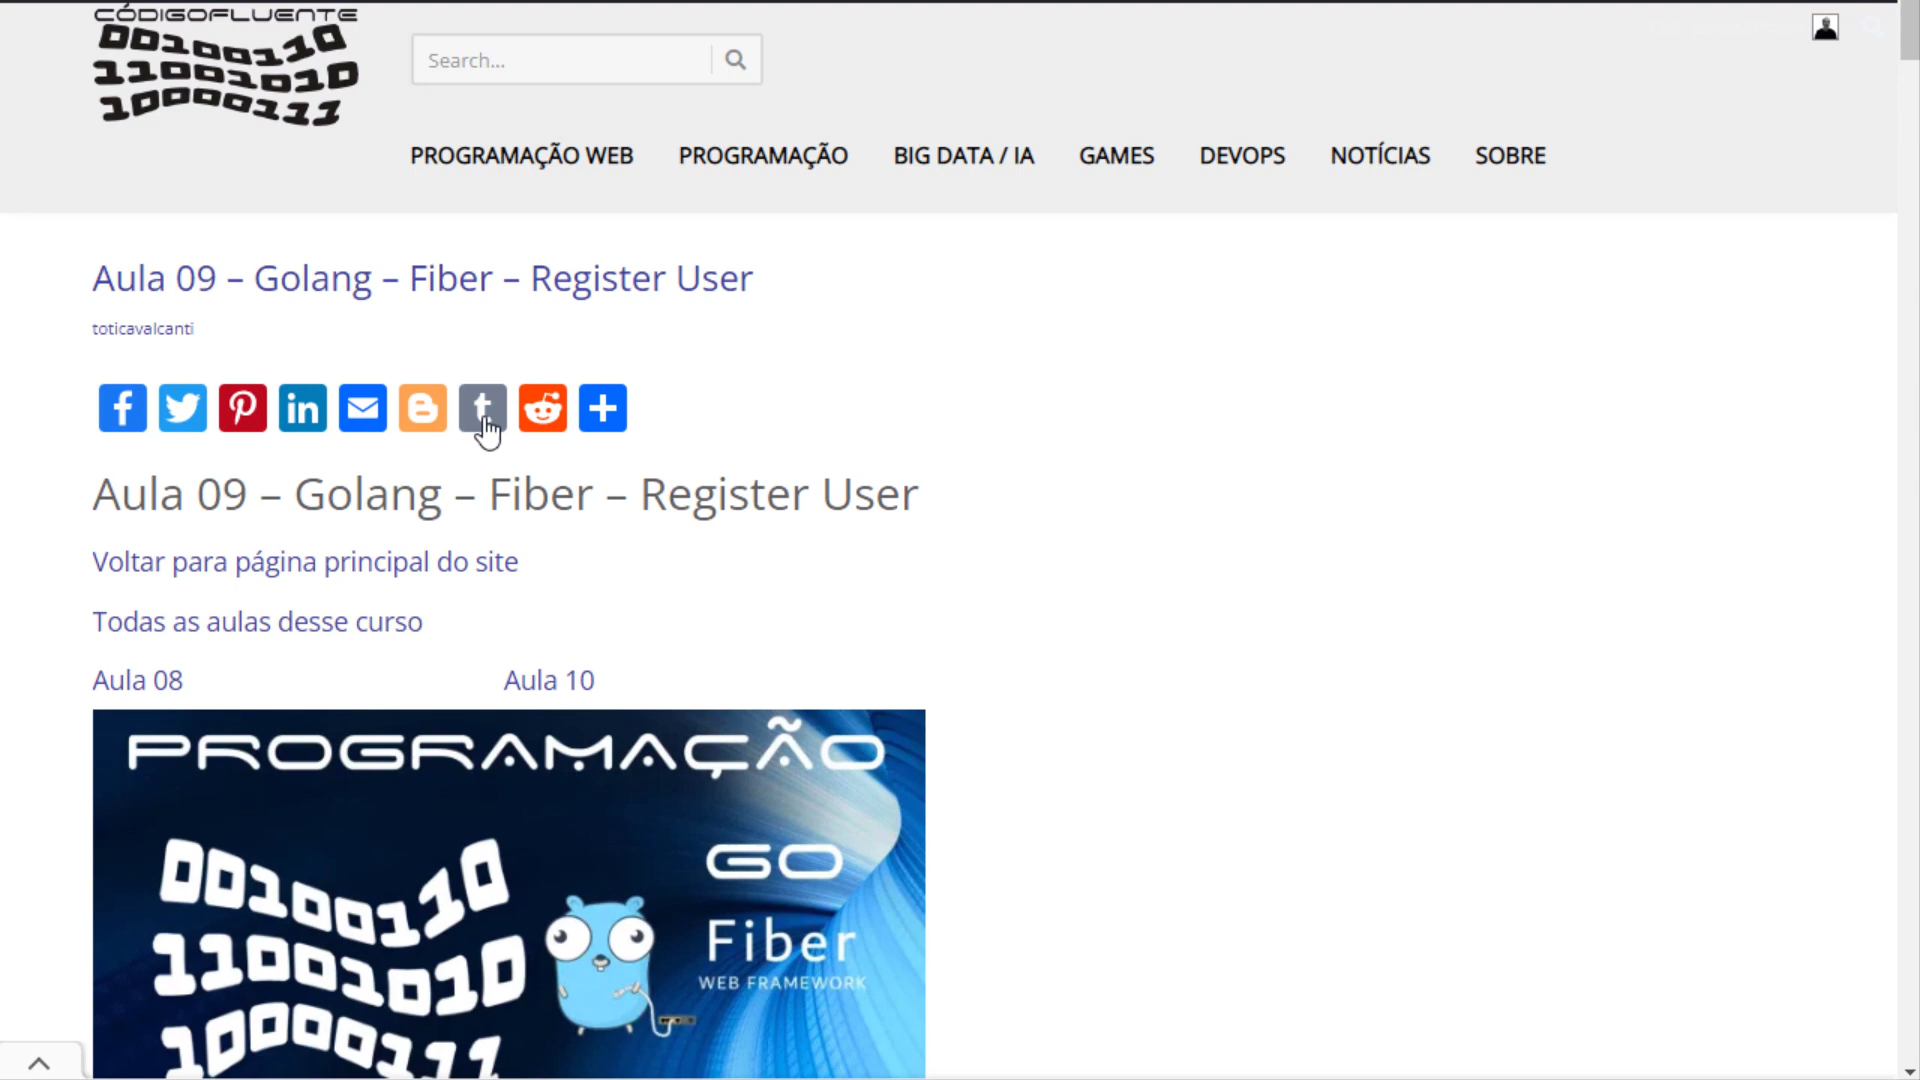 CÓDIGOFLUENTE
00100110
11001010
10000111
Search...
PROGRAMAÇÃO WEB
PROGRAMAÇÃO
BIG DATA / IA
GAMES
DEVOPS
NOTÍCIAS
SOBRE
Aula 09 – Golang – Fiber – Register User
toticavalcanti
Aula 09 – Golang – Fiber – Register User
Voltar para página principal do site
Todas as aulas desse curso
Aula 08
Aula 10
PROGRAMAÇÃO
00100110
11001010
10000111
GO
Fiber
WEB FRAMEWORK